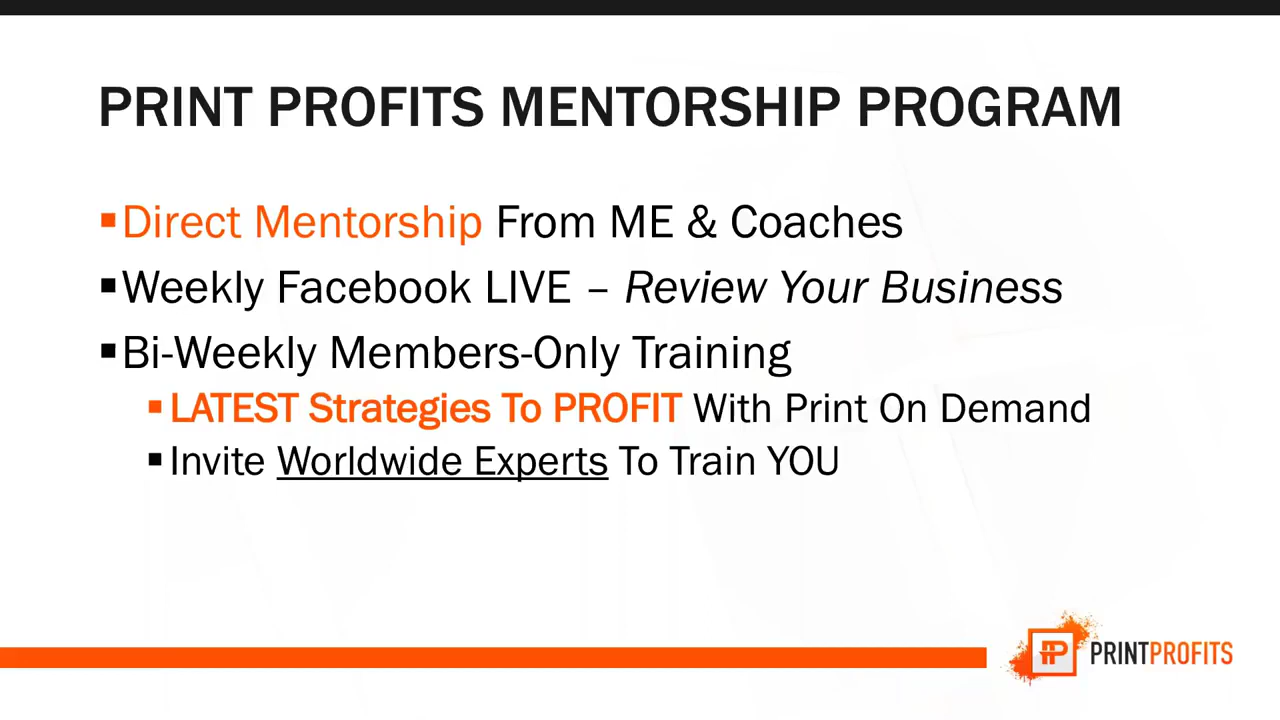 PRINT PROFITS MENTORSHIP PROGRAM
▪Direct Mentorship From ME & Coaches
▪Weekly Facebook LIVE – Review Your Business
▪Bi-Weekly Members-Only Training
▪LATEST Strategies To PROFIT With Print On Demand
▪Invite Worldwide Experts To Train YOU
PRINTPROFITS